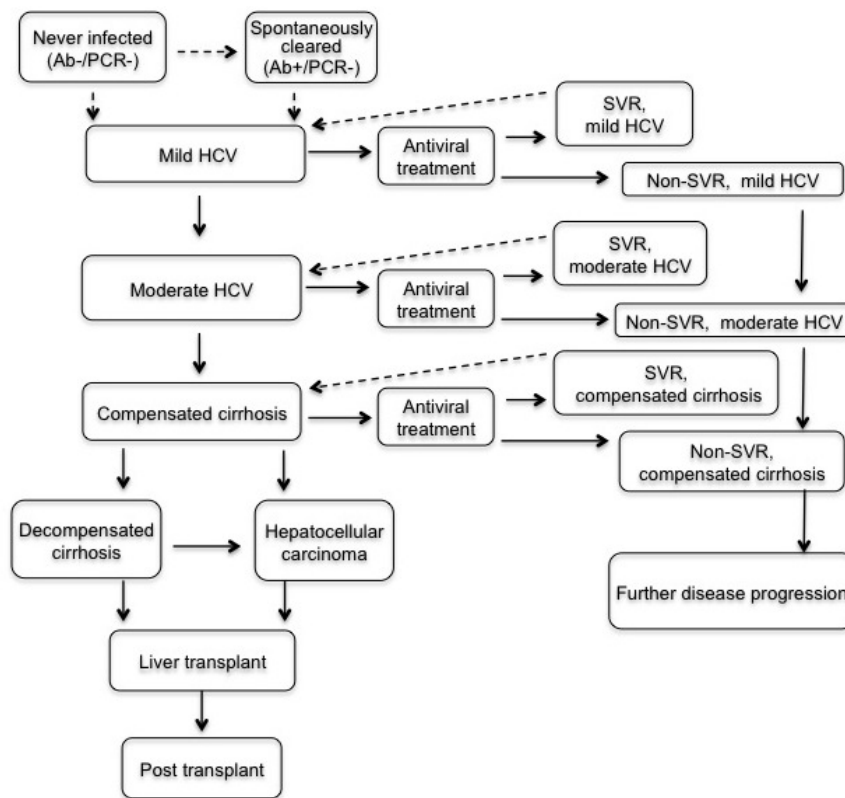 Never infected
(Ab-/PCR-)
Spontaneously
cleared
(Ab+/PCR-)
SVR,
mild HCV
Mild HCV
Antiviral
treatment
Non-SVR, mild HCV
SVR,
moderate HCV
Moderate HCV
Antiviral
treatment
Non-SVR, moderate HCV
SVR,
compensated cirrhosis
Compensated cirrhosis
Antiviral
treatment
Non-SVR,
compensated cirrhosis
Decompensated
cirrhosis
Hepatocellular
carcinoma
Further disease progression
Liver transplant
Post transplant